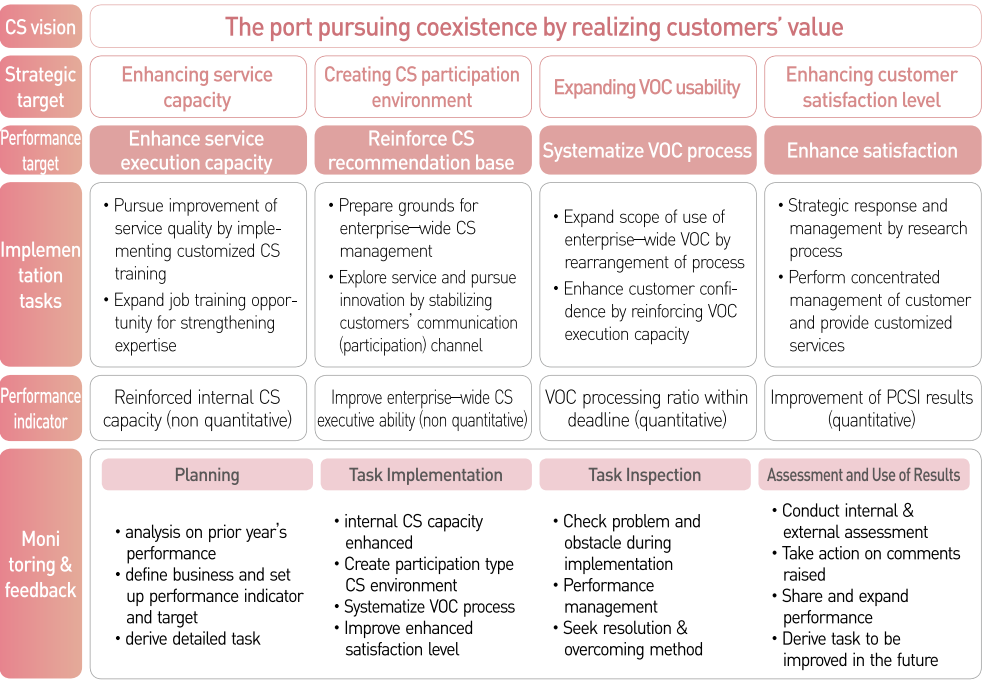 CS vision
The port pursuing coexistence by realizing customers’ value
Strategic
target
Enhancing service
capacity
Creating CS participation
environment
Expanding VOC usability
Enhancing customer
satisfaction level
Performance
target
Enhance service
execution capacity
Reinforce CS
recommendation base
Systematize VOC process
Enhance satisfaction
Implemen
tation
tasks
• Pursue improvement of
service quality by imple-
menting customized CS
training
• Expand job training oppor-
tunity for strengthening
expertise
• Prepare grounds for
enterprise–wide CS
management
• Explore service and pursue
innovation by stabilizing
customers’ communication
(participation) channel
• Expand scope of use of
enterprise–wide VOC by
rearrangement of process
• Enhance customer confi-
dence by reinforcing VOC
execution capacity
• Strategic response and
management by research
process
• Perform concentrated
management of customer
and provide customized
services
Performance
indicator
Reinforced internal CS
capacity (non quantitative)
Improve enterprise–wide CS
executive ability (non quantitative)
VOC processing ratio within
deadline (quantitative)
Improvement of PCSI results
(quantitative)
Moni
toring &
feedback
Planning
• analysis on prior year’s
performance
• define business and set
up performance indicator
and target
• derive detailed task
Task Implementation
• internal CS capacity
enhanced
• Create participation type
CS environment
• Systematize VOC process
• Improve enhanced
satisfaction level
Task Inspection
• Check problem and
obstacle during
implementation
• Performance
management
• Seek resolution &
overcoming method
Assessment and Use of Results
• Conduct internal &
external assessment
• Take action on comments
raised
• Share and expand
performance
• Derive task to be
improved in the future